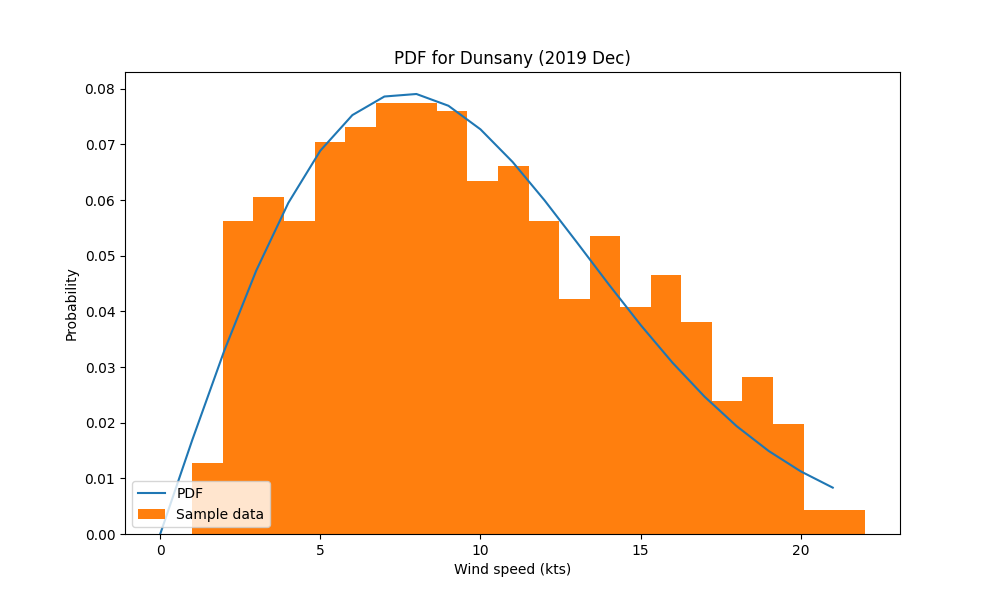 PDF for Dunsany (2019 Dec)
0.08
0.07
0.06
0.05
0.04
0.03
0.02
0.01
0.00
Probability
PDF
Sample data
0 5 10 15 20
Wind speed (kts)